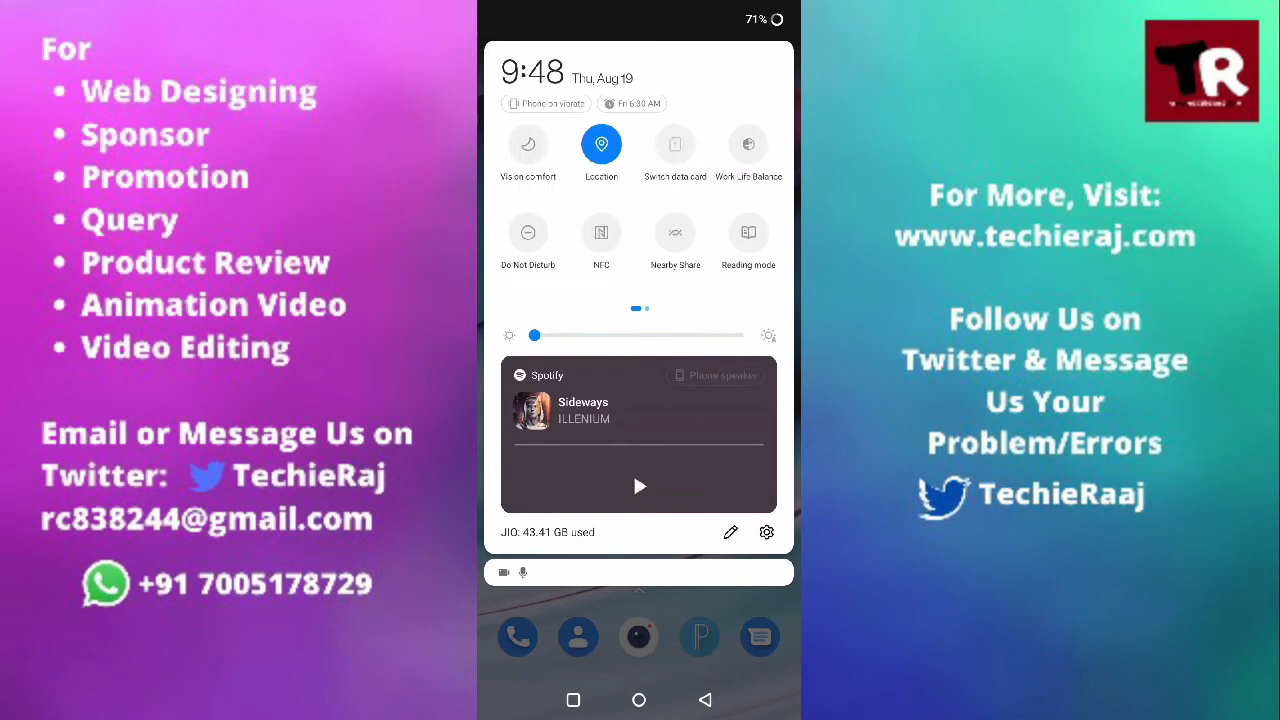 For
• Web Designing
• Sponsor
• Promotion
• Query
• Product Review
• Animation Video
• Video Editing
Email or Message Us on
Twitter: TechieRaj
rc838244@gmail.com
+91 7005178729
71%
9:48 Thu, Aug 19
Phone on vibrate Fri 6:30 AM
Vision comfort Location Switch data card Work Life Balance
Do Not Disturb NFC Nearby Share Reading mode
Spotify Phone speaker
Sideways
ILLENIUM
JIO: 43.41 GB used
TR
For More, Visit:
www.techieraj.com
Follow Us on
Twitter & Message
Us Your
Problem/Errors
TechieRaaj